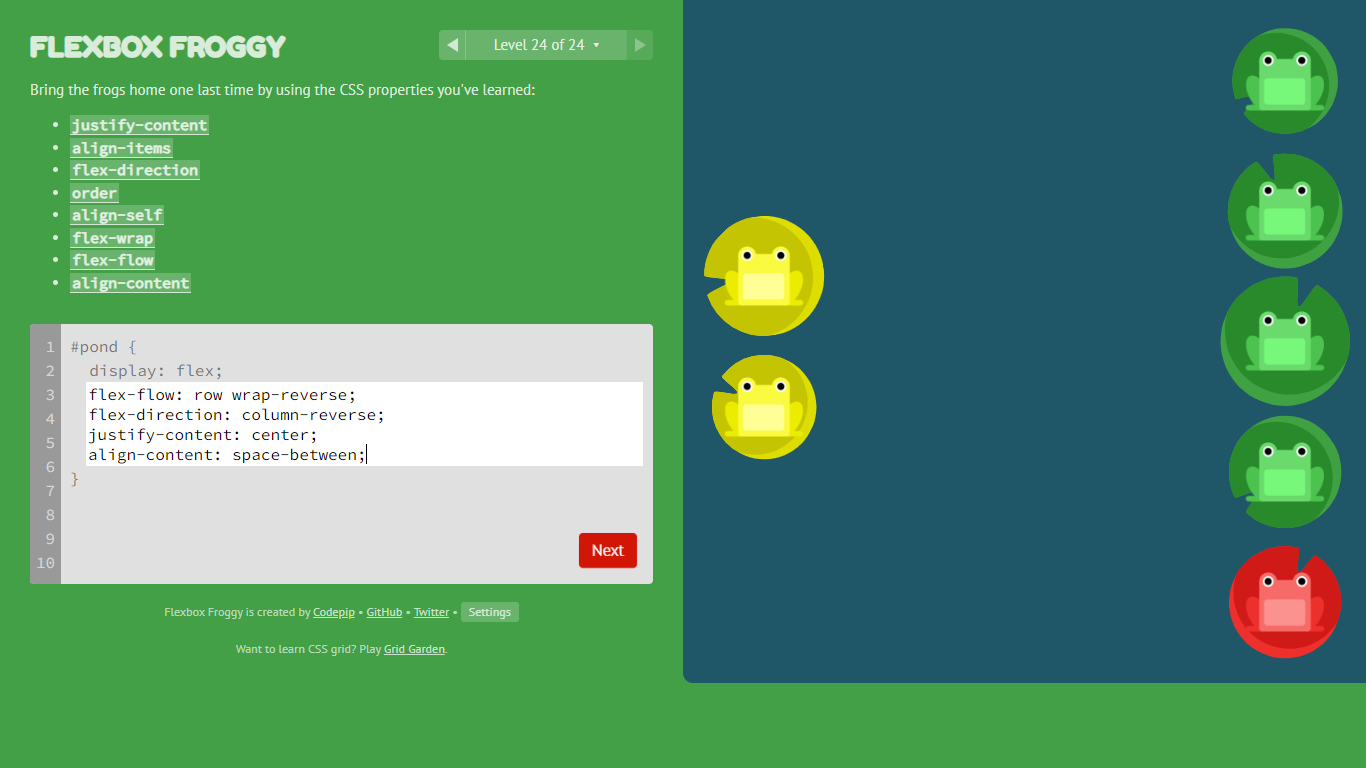 FLEXBOX FROGGY
Level 24 of 24
Bring the frogs home one last time by using the CSS properties you've learned:
justify-content
align-items
flex-direction
order
align-self
flex-wrap
flex-flow
align-content
1 #pond {
2 display: flex;
3 flex-flow: row wrap-reverse;
4 flex-direction: column-reverse;
5 justify-content: center;
6 align-content: space-between;
7 }
8
9
10
Next
Flexbox Froggy is created by Codepip • GitHub • Twitter • Settings
Want to learn CSS grid? Play Grid Garden.